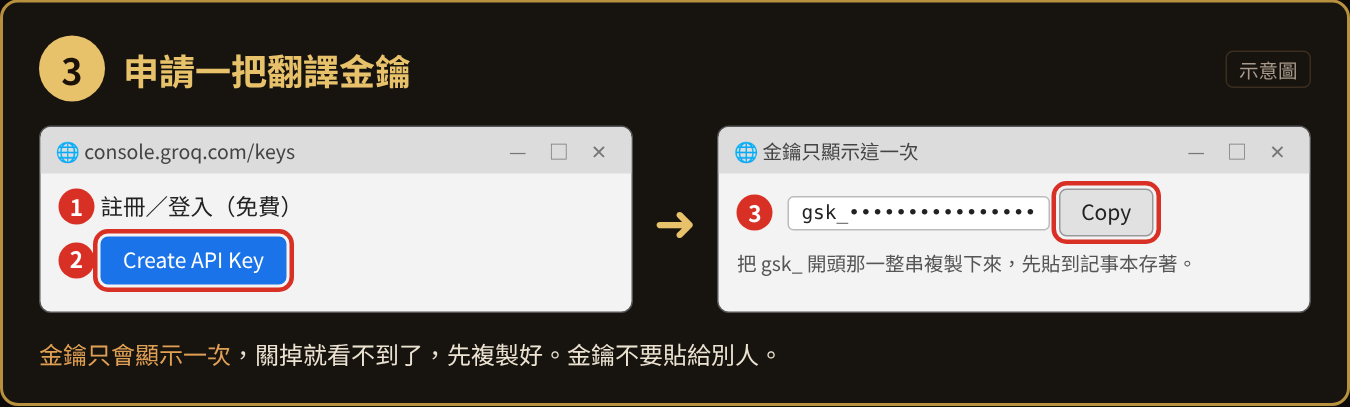 3 申請一把翻譯金鑰
示意圖
console.groq.com/keys
1 註冊／登入（免費）
2 Create API Key
金鑰只顯示這一次
3 gsk_•••••••••••••••• Copy
把 gsk_ 開頭那一整串複製下來，先貼到記事本存著。
金鑰只會顯示一次，關掉就看不到了，先複製好。金鑰不要貼給別人。